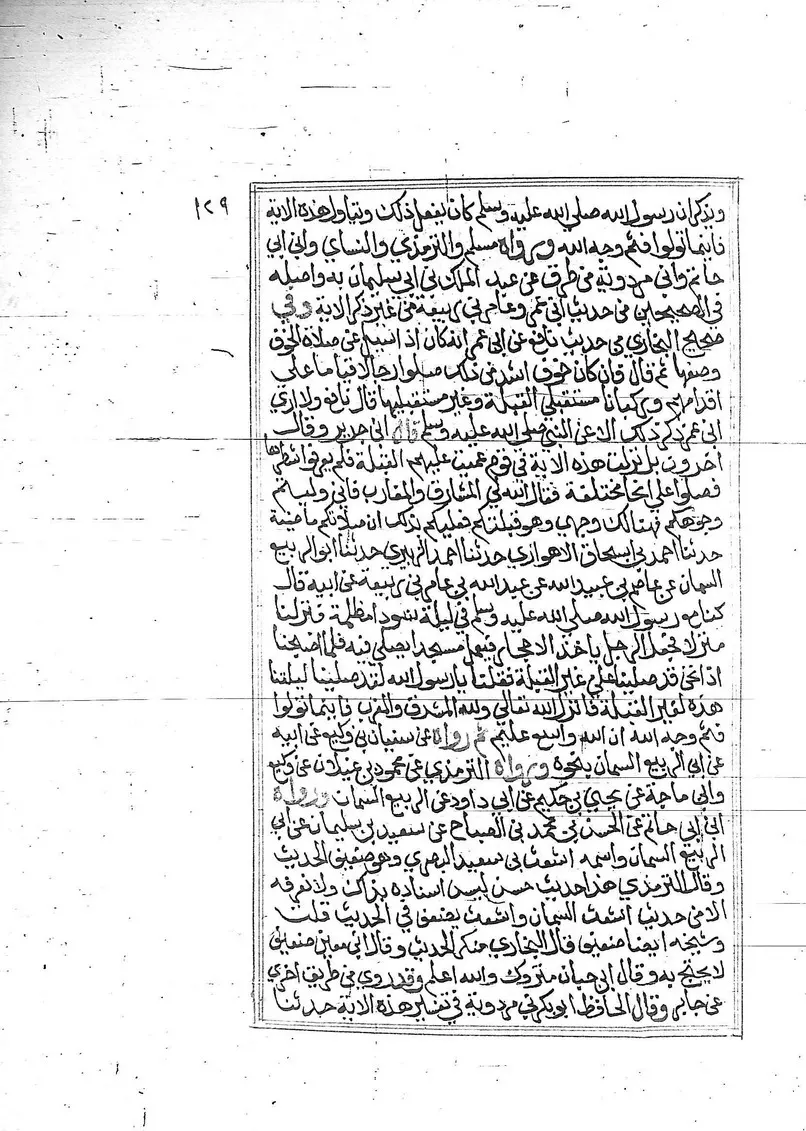 ١٢٩
ويذكر ان رسول الله صلي الله عليه وسلم كان يفعل ذلك ويتاول هذه الاية
فاينما تولوا فثم وجه الله ورواه مسلم والترمذي والنساي وابن ابي
حاتم وابن مردوية من طرق عن عبد الملك بن ابي سليمان به واصله
في الصحيحين من حديث ابن عمر وعامر بن ربيعة من غير ذكر الاية وفي
صحيح البخاري من حديث نافع عن ابن عمر انه كان اذا سيل عن صلاة الخوف
وصفها ثم قال فان كان خوف اشد من ذلك صلوا رجالا قياما على
اقدامهم وركبانا مستقبلي القبلة وغير مستقبليها قال نافع ولا اري
ابن عمر ذكر ذلك الا عن النبي صلي الله عليه وسلم قال ابن جرير وقال
اخرون بل نزلت هذه الاية في قوم عميت عليهم القبلة فلم يعرفوا شطرها
فصلوا علي انحا مختلفة فقال الله لي المشارق والمغارب فاني وليتم
وجوهكم فهنالك وجهي وهو قبلتكم فعليكم بذلك ان صلاتكم ماضية
حدثنا احمد بن اسحاق الاهوازي حدثنا احمد الزبيري حدثنا ابو الربيع
السمان عن عاصم بن عبيد الله عن عبد الله بن عامر بن ربيعة عن ابيه قال
كنا مع رسول الله صلي الله عليه وسلم في ليلة سودا مظلمة فنزلنا
منزلا فجعل الرجل ياخذ الاحجار فيعمل مسجدا يصلي فيه فلما اصبحنا
اذا نحن قد صلينا علي غير القبلة فقلنا يا رسول الله لقد صلينا ليلتنا
هذه لغير القبلة فانزل الله تعالي ولله المشرق والمغرب فاينما تولوا
فثم وجه الله ان الله واسع عليم ثم رواه عن سفيان بن وكيع عن ابيه
عن ابي الربيع السمان بنحوه ورواه الترمذي عن محمود بن غيلان عن وكيع
وابن ماجة عن يحيي بن حكيم عن ابي داود عن الربيع السمان ورواه
ابن ابي حاتم عن الحسن بن محمد بن الصباح عن سعيد بن سليمان عن ابي
الربيع السمان واسمه اشعث بن سعيد البصري وهو ضعيف الحديث
وقال الترمذي هذا حديث حسن ليس اسناده بذاك ولا نعرفه
الا من حديث اشعث السمان واشعث يضعف في الحديث قلت
وشيخه ايضا ضعيف قال البخاري منكر الحديث وقال ابن معين ضعيف
لا يحتج به وقال ابن حبان متروك والله اعلم وقد روي من طريق اخري
عن جابر وقال الحافظ ابو بكر بن مردوية في تفسير هذه الاية حدثنا